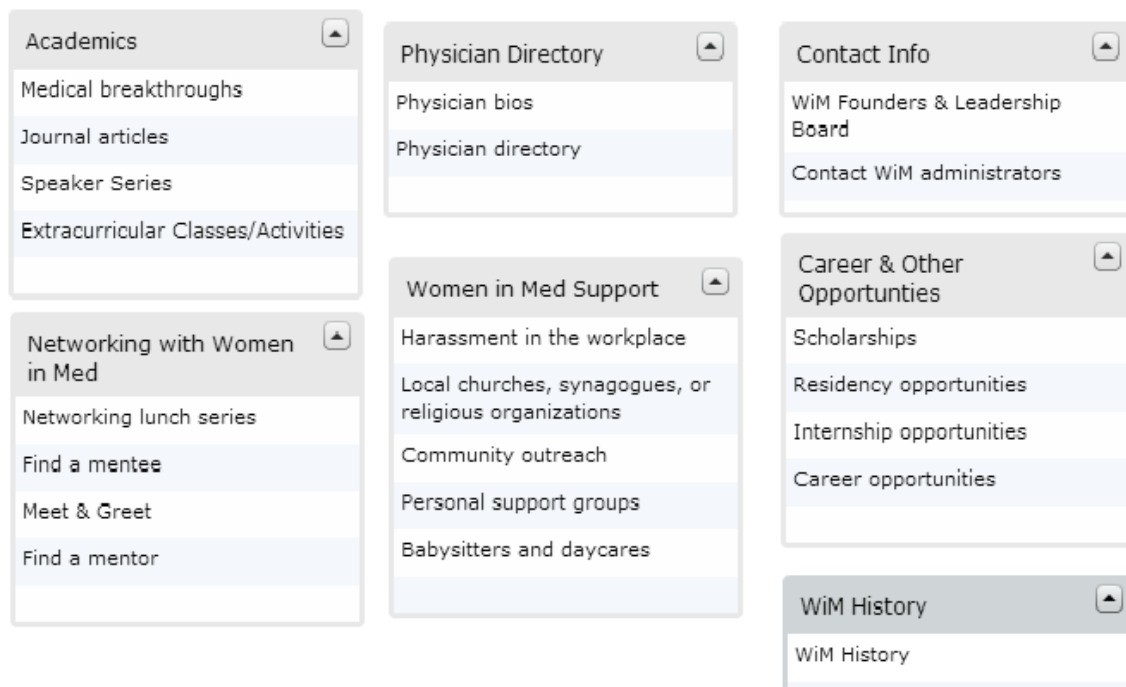 Academics
Medical breakthroughs
Journal articles
Speaker Series
Extracurricular Classes/Activities
Networking with Women
in Med
Networking lunch series
Find a mentee
Meet & Greet
Find a mentor
Physician Directory
Physician bios
Physician directory
Women in Med Support
Harassment in the workplace
Local churches, synagogues, or
religious organizations
Community outreach
Personal support groups
Babysitters and daycares
Contact Info
WiM Founders & Leadership
Board
Contact WiM administrators
Career & Other
Opportunties
Scholarships
Residency opportunities
Internship opportunities
Career opportunities
WiM History
WiM History